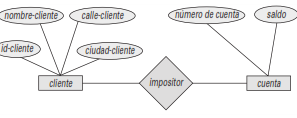 nombre-cliente
calle-cliente
número de cuenta
saldo
id-cliente
ciudad-cliente
cliente
impositor
cuenta